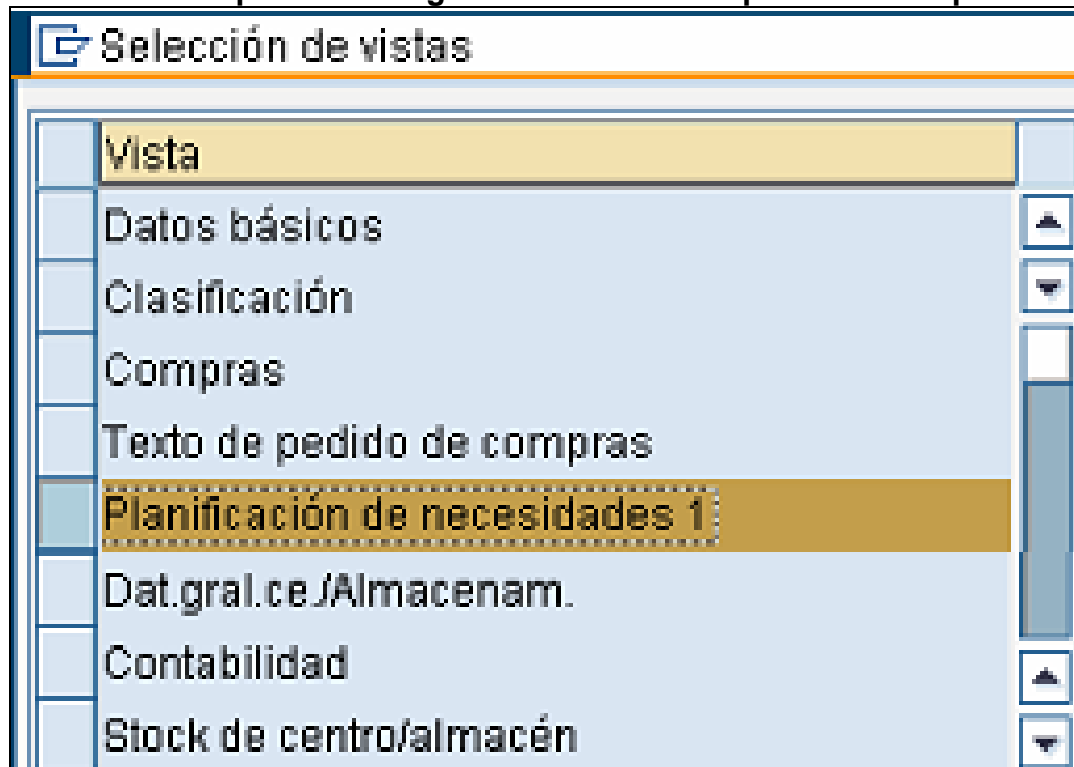 Selección de vistas
Vista
Datos básicos
Clasificación
Compras
Texto de pedido de compras
Planificación de necesidades 1
Dat.gral.ce./Almacenam.
Contabilidad
Stock de centro/almacén